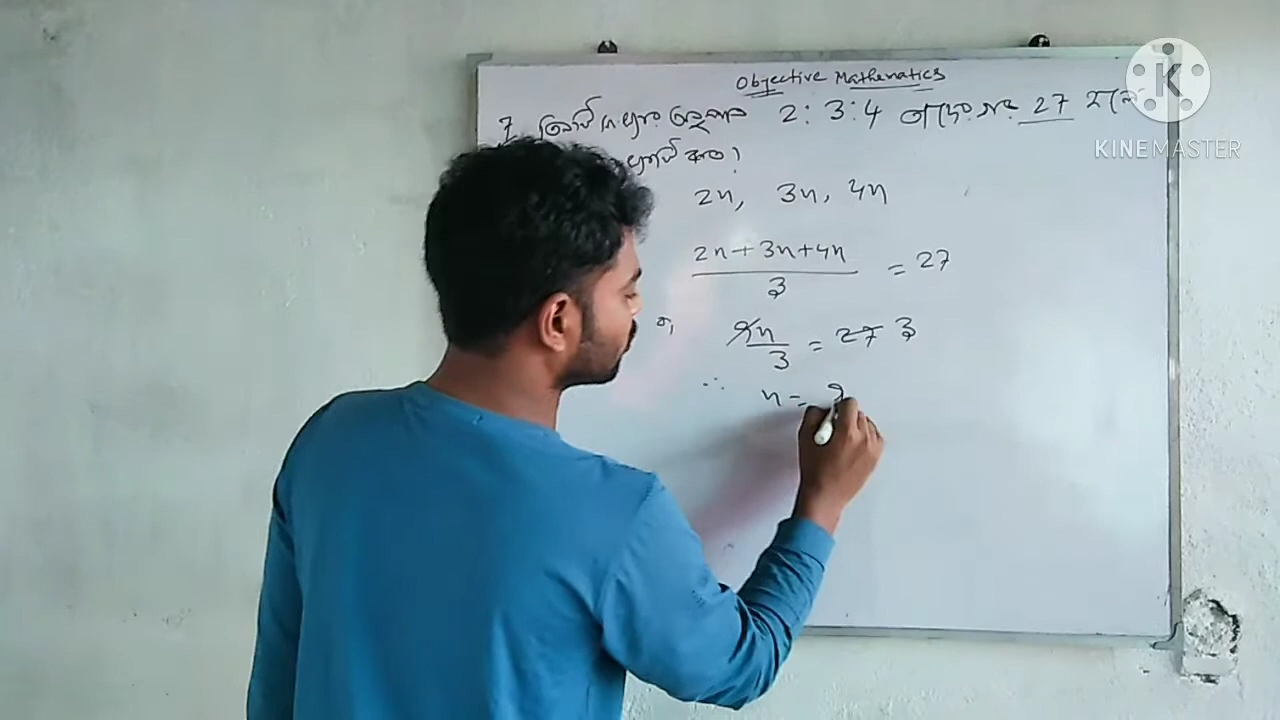 Objective Mathematics
7. তিনটি সংখ্যার অনুপাত 2:3:4 তাদের গড় 27 হলে
সংখ্যাটি কত?
2x, 3x, 4x
2x+3x+4x / 3 = 27
বা, 9x / 3 = 27 3
∴ x =
K
KINEMASTER